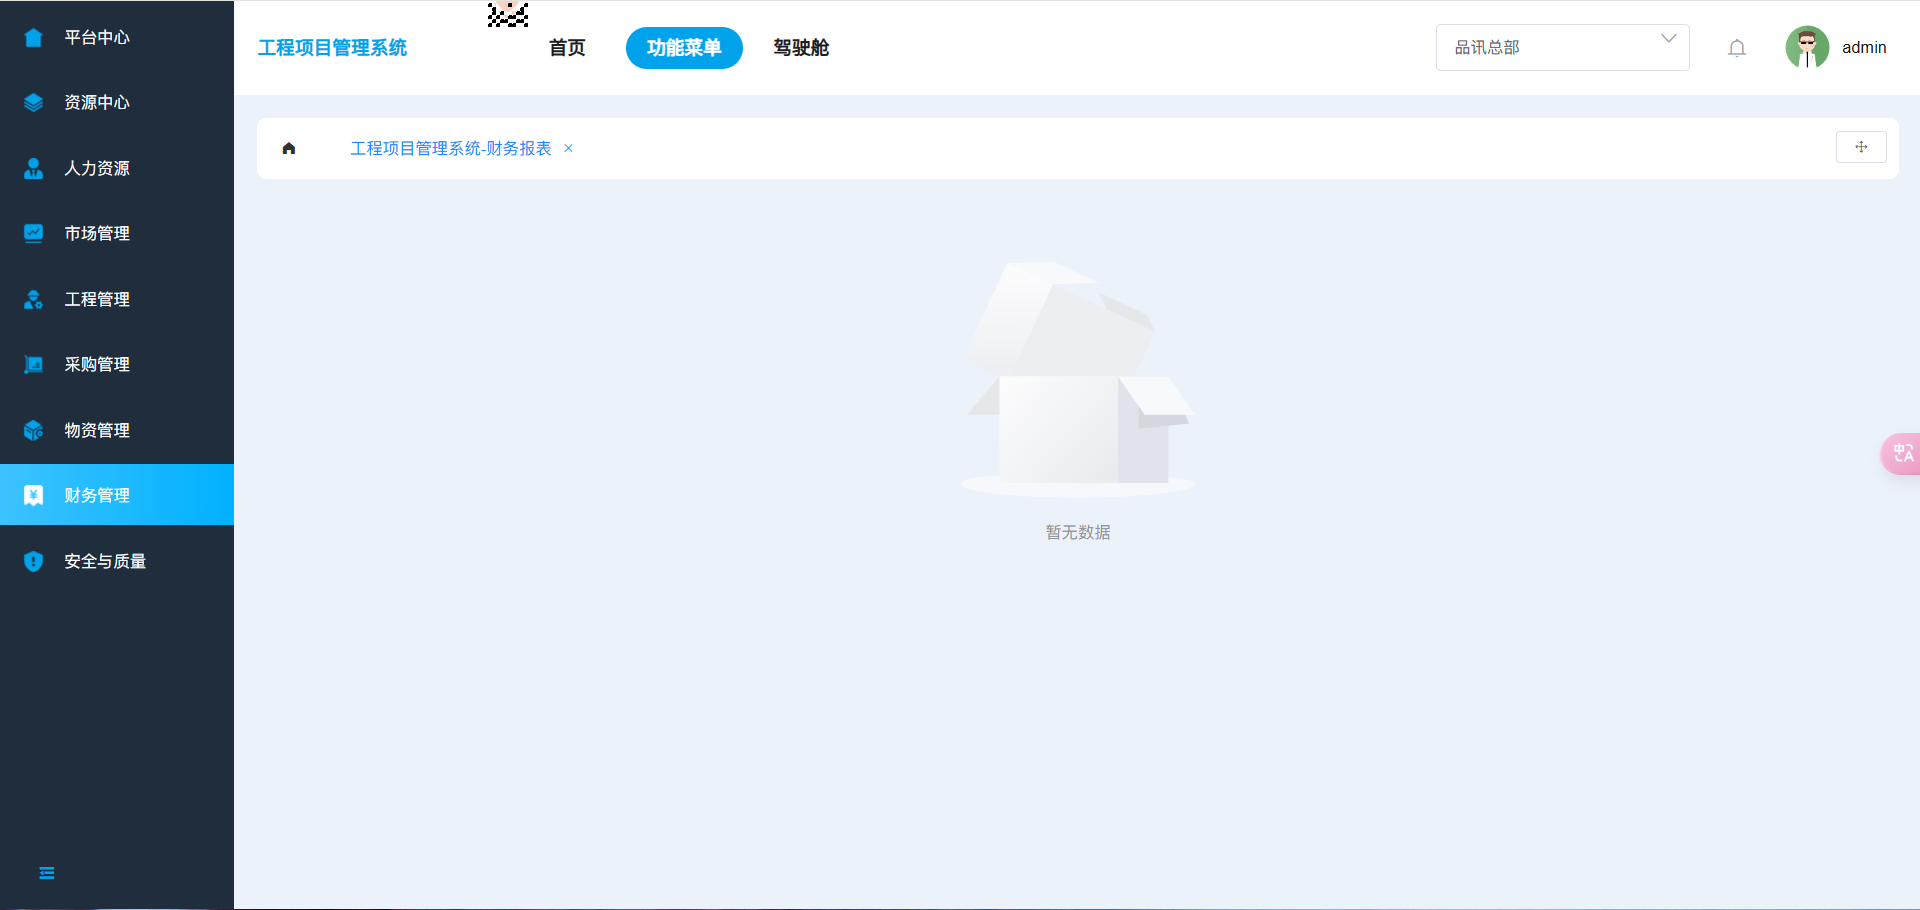 平台中心
资源中心
人力资源
市场管理
工程管理
采购管理
物资管理
财务管理
安全与质量
工程项目管理系统
首页
功能菜单
驾驶舱
品讯总部
admin
工程项目管理系统-财务报表 ×
暂无数据
中A